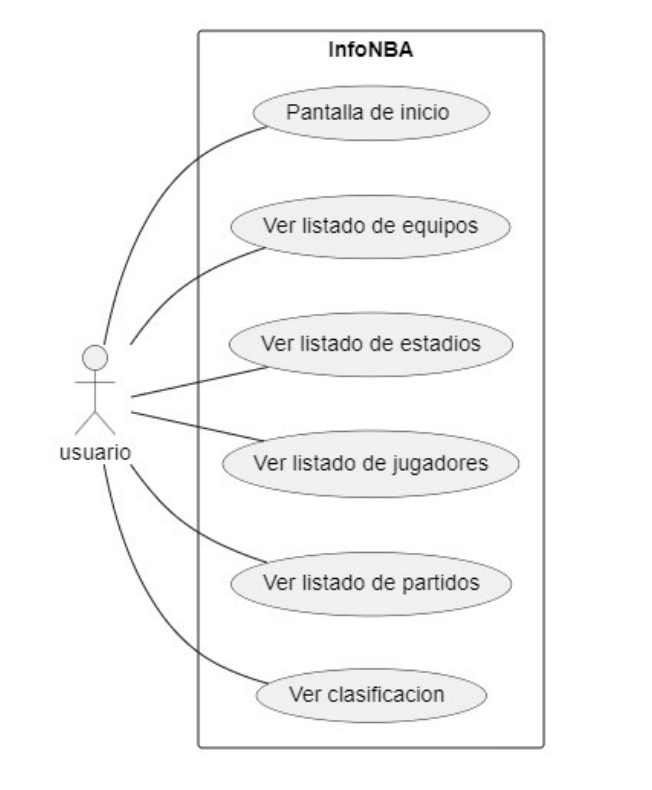 InfoNBA
Pantalla de inicio
Ver listado de equipos
Ver listado de estadios
usuario
Ver listado de jugadores
Ver listado de partidos
Ver clasificacion